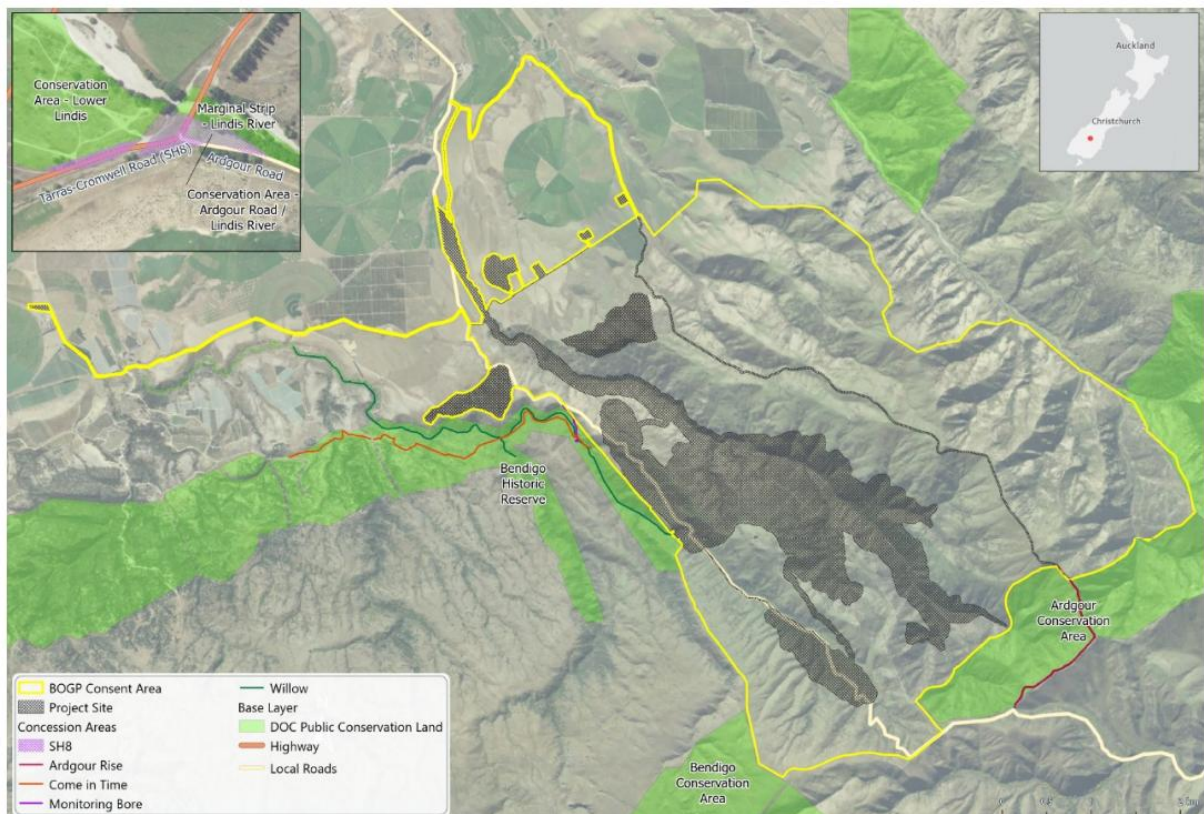 Conservation
Area - Lower
Lindis
Marginal Strip
- Lindis River
Tarras-Cromwell Road (SH8)
Ardgour Road
Conservation Area -
Ardgour Road /
Lindis River
Auckland
Christchurch
Bendigo
Historic
Reserve
Ardgour
Conservation
Area
Bendigo
Conservation
Area
BOGP Consent Area
Project Site
Concession Areas
SH8
Ardgour Rise
Come in Time
Monitoring Bore
Willow
Base Layer
DOC Public Conservation Land
Highway
Local Roads